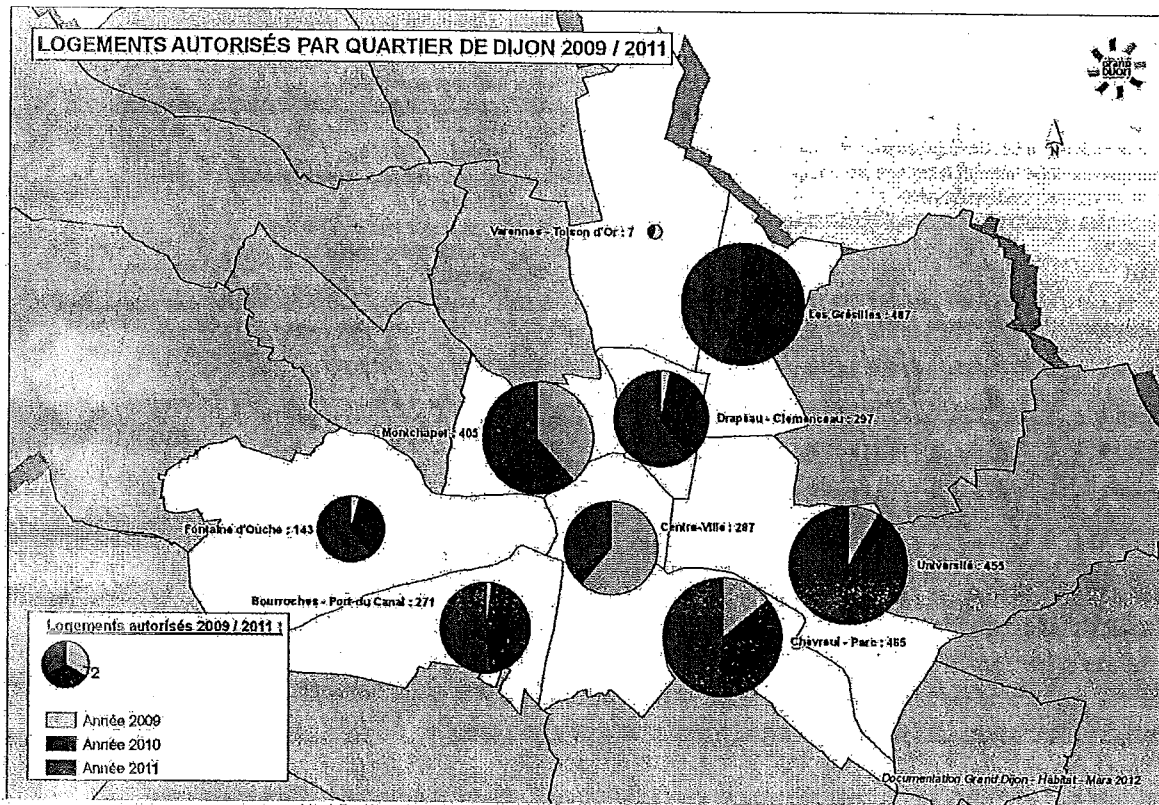 LOGEMENTS AUTORISÉS PAR QUARTIER DE DIJON 2009 / 2011
GRAND
DIJON
N
Varennes - Toison d'Or : 7
Les Grésilles : 487
Drapeau - Clemenceau : 297
Montchapet : 405
Fontaine d'Ouche : 143
Centre-Ville : 287
Université : 455
Bourroches - Port du Canal : 271
Chevreul - Parc : 465
Logements autorisés 2009 / 2011 :
2
Année 2009
Année 2010
Année 2011
Documentation Grand Dijon - Habitat - Mars 2012